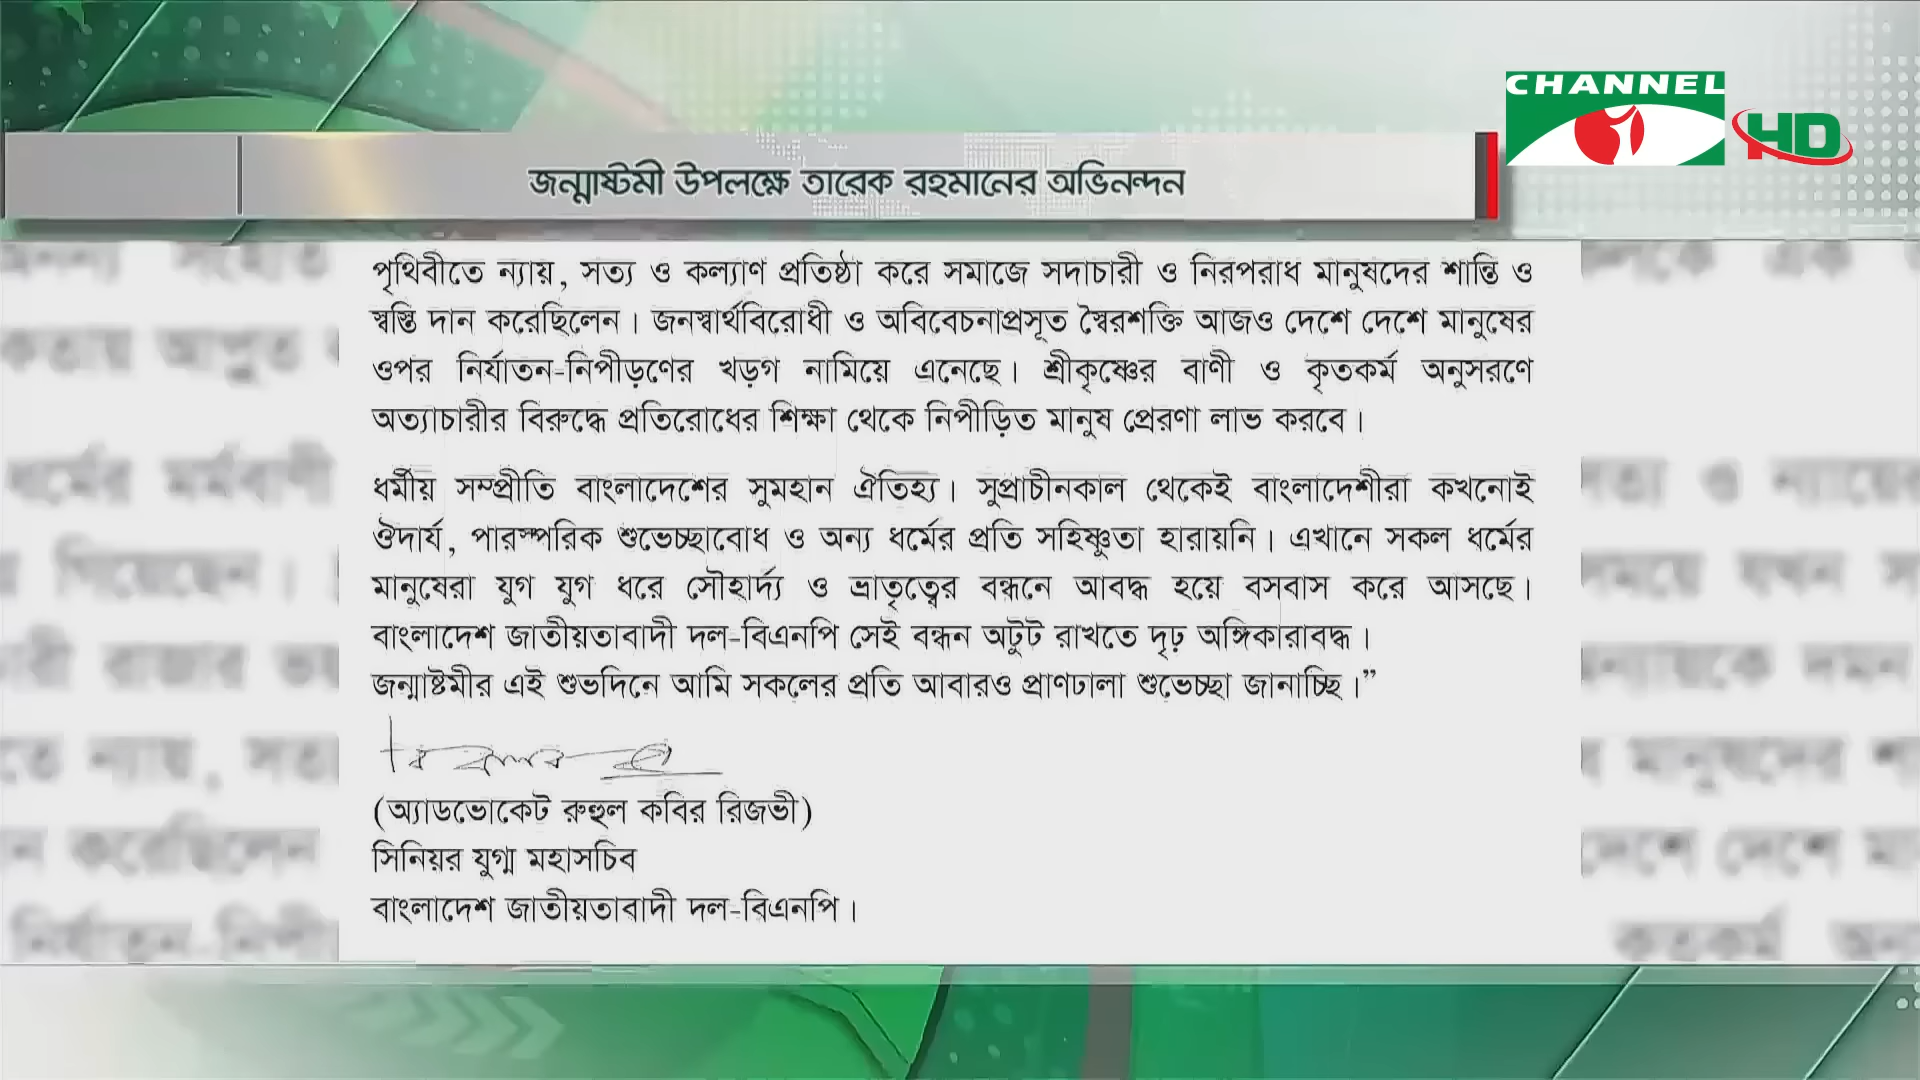 CHANNEL
HD
জন্মাষ্টমী উপলক্ষে তারেক রহমানের অভিনন্দন
পৃথিবীতে ন্যায়, সত্য ও কল্যাণ প্রতিষ্ঠা করে সমাজে সদাচারী ও নিরপরাধ মানুষদের শান্তি ও
স্বস্তি দান করেছিলেন। জনস্বার্থবিরোধী ও অবিবেচনাপ্রসূত স্বৈরশক্তি আজও দেশে দেশে মানুষের
ওপর নির্যাতন-নিপীড়ণের খড়গ নামিয়ে এনেছে। শ্রীকৃষ্ণের বাণী ও কৃতকর্ম অনুসরণে
অত্যাচারীর বিরুদ্ধে প্রতিরোধের শিক্ষা থেকে নিপীড়িত মানুষ প্রেরণা লাভ করবে।
ধর্মীয় সম্প্রীতি বাংলাদেশের সুমহান ঐতিহ্য। সুপ্রাচীনকাল থেকেই বাংলাদেশীরা কখনোই
ঔদার্য, পারস্পরিক শুভেচ্ছাবোধ ও অন্য ধর্মের প্রতি সহিষ্ণুতা হারায়নি। এখানে সকল ধর্মের
মানুষেরা যুগ যুগ ধরে সৌহার্দ্য ও ভ্রাতৃত্বের বন্ধনে আবদ্ধ হয়ে বসবাস করে আসছে।
বাংলাদেশ জাতীয়তাবাদী দল-বিএনপি সেই বন্ধন অটুট রাখতে দৃঢ় অঙ্গিকারাবদ্ধ।
জন্মাষ্টমীর এই শুভদিনে আমি সকলের প্রতি আবারও প্রাণঢালা শুভেচ্ছা জানাচ্ছি।”
(অ্যাডভোকেট রুহুল কবির রিজভী)
সিনিয়র যুগ্ম মহাসচিব
বাংলাদেশ জাতীয়তাবাদী দল-বিএনপি।